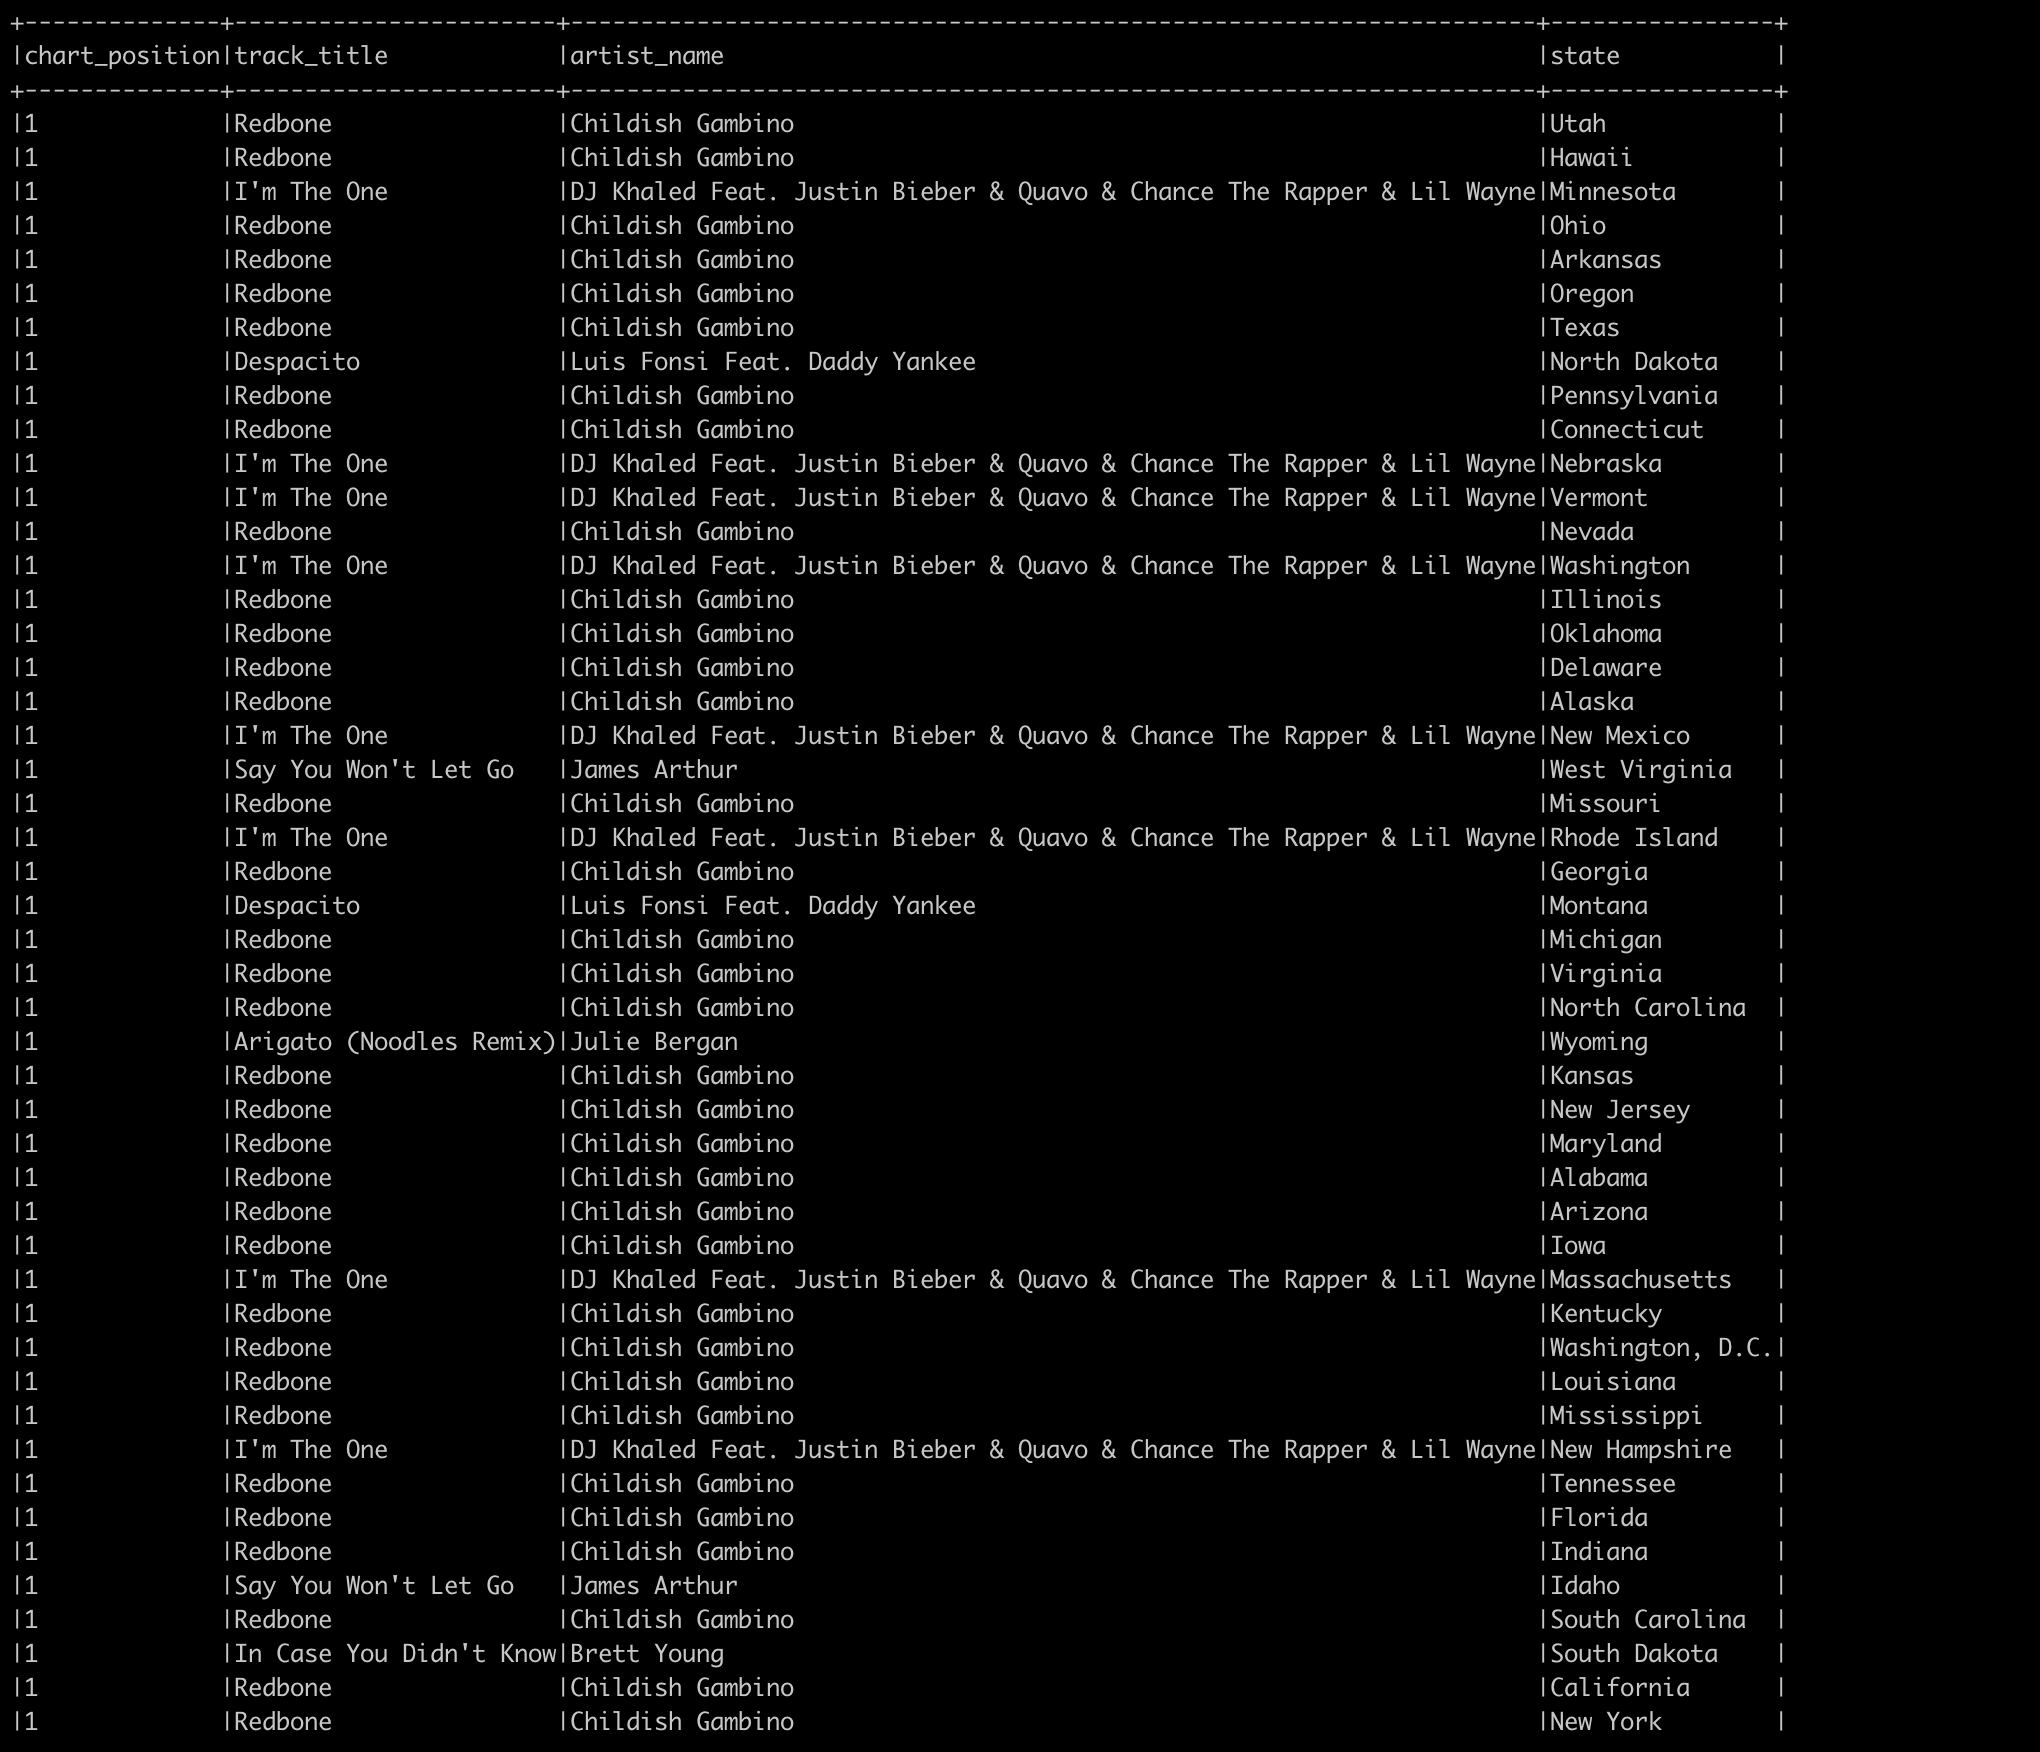 +--------------+-----------------------+---------------------------------------------------------------------+----------------+
|chart_position|track_title            |artist_name                                                          |state           |
+--------------+-----------------------+---------------------------------------------------------------------+----------------+
|1             |Redbone                |Childish Gambino                                                     |Utah            |
|1             |Redbone                |Childish Gambino                                                     |Hawaii          |
|1             |I'm The One            |DJ Khaled Feat. Justin Bieber & Quavo & Chance The Rapper & Lil Wayne|Minnesota       |
|1             |Redbone                |Childish Gambino                                                     |Ohio            |
|1             |Redbone                |Childish Gambino                                                     |Arkansas        |
|1             |Redbone                |Childish Gambino                                                     |Oregon          |
|1             |Redbone                |Childish Gambino                                                     |Texas           |
|1             |Despacito              |Luis Fonsi Feat. Daddy Yankee                                        |North Dakota    |
|1             |Redbone                |Childish Gambino                                                     |Pennsylvania    |
|1             |Redbone                |Childish Gambino                                                     |Connecticut     |
|1             |I'm The One            |DJ Khaled Feat. Justin Bieber & Quavo & Chance The Rapper & Lil Wayne|Nebraska        |
|1             |I'm The One            |DJ Khaled Feat. Justin Bieber & Quavo & Chance The Rapper & Lil Wayne|Vermont         |
|1             |Redbone                |Childish Gambino                                                     |Nevada          |
|1             |I'm The One            |DJ Khaled Feat. Justin Bieber & Quavo & Chance The Rapper & Lil Wayne|Washington      |
|1             |Redbone                |Childish Gambino                                                     |Illinois        |
|1             |Redbone                |Childish Gambino                                                     |Oklahoma        |
|1             |Redbone                |Childish Gambino                                                     |Delaware        |
|1             |Redbone                |Childish Gambino                                                     |Alaska          |
|1             |I'm The One            |DJ Khaled Feat. Justin Bieber & Quavo & Chance The Rapper & Lil Wayne|New Mexico      |
|1             |Say You Won't Let Go   |James Arthur                                                         |West Virginia   |
|1             |Redbone                |Childish Gambino                                                     |Missouri        |
|1             |I'm The One            |DJ Khaled Feat. Justin Bieber & Quavo & Chance The Rapper & Lil Wayne|Rhode Island    |
|1             |Redbone                |Childish Gambino                                                     |Georgia         |
|1             |Despacito              |Luis Fonsi Feat. Daddy Yankee                                        |Montana         |
|1             |Redbone                |Childish Gambino                                                     |Michigan        |
|1             |Redbone                |Childish Gambino                                                     |Virginia        |
|1             |Redbone                |Childish Gambino                                                     |North Carolina  |
|1             |Arigato (Noodles Remix)|Julie Bergan                                                         |Wyoming         |
|1             |Redbone                |Childish Gambino                                                     |Kansas          |
|1             |Redbone                |Childish Gambino                                                     |New Jersey      |
|1             |Redbone                |Childish Gambino                                                     |Maryland        |
|1             |Redbone                |Childish Gambino                                                     |Alabama         |
|1             |Redbone                |Childish Gambino                                                     |Arizona         |
|1             |Redbone                |Childish Gambino                                                     |Iowa            |
|1             |I'm The One            |DJ Khaled Feat. Justin Bieber & Quavo & Chance The Rapper & Lil Wayne|Massachusetts   |
|1             |Redbone                |Childish Gambino                                                     |Kentucky        |
|1             |Redbone                |Childish Gambino                                                     |Washington, D.C.|
|1             |Redbone                |Childish Gambino                                                     |Louisiana       |
|1             |Redbone                |Childish Gambino                                                     |Mississippi     |
|1             |I'm The One            |DJ Khaled Feat. Justin Bieber & Quavo & Chance The Rapper & Lil Wayne|New Hampshire   |
|1             |Redbone                |Childish Gambino                                                     |Tennessee       |
|1             |Redbone                |Childish Gambino                                                     |Florida         |
|1             |Redbone                |Childish Gambino                                                     |Indiana         |
|1             |Say You Won't Let Go   |James Arthur                                                         |Idaho           |
|1             |Redbone                |Childish Gambino                                                     |South Carolina  |
|1             |In Case You Didn't Know|Brett Young                                                          |South Dakota    |
|1             |Redbone                |Childish Gambino                                                     |California      |
|1             |Redbone                |Childish Gambino                                                     |New York        |